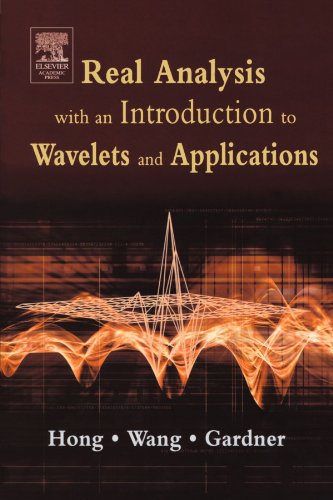 ELSEVIER
ACADEMIC
PRESS
Real Analysis
with an Introduction to
Wavelets and Applications
Hong • Wang • Gardner